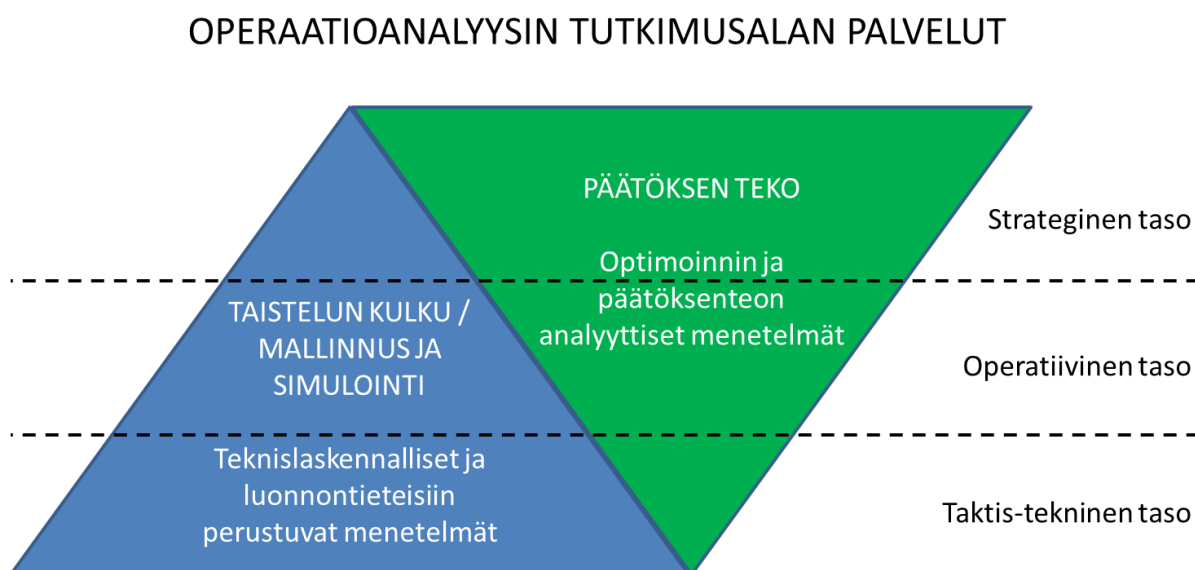 OPERAATIOANALYYSIN TUTKIMUSALAN PALVELUT
PÄÄTÖKSEN TEKO
Optimoinnin ja
päätöksenteon
analyyttiset menetelmät
TAISTELUN KULKU /
MALLINNUS JA
SIMULOINTI
Teknislaskennalliset ja
luonnontieteisiin
perustuvat menetelmät
Strateginen taso
Operatiivinen taso
Taktis-tekninen taso